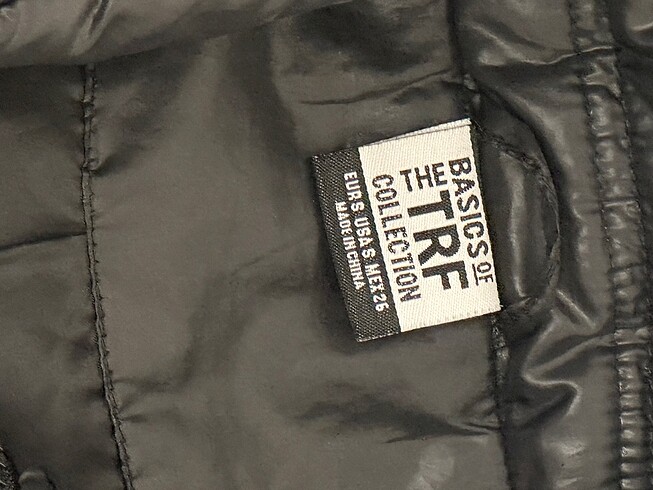 BASICS OF
THE TRF
COLLECTION
EUR S USA S MEX 26
MADE IN CHINA